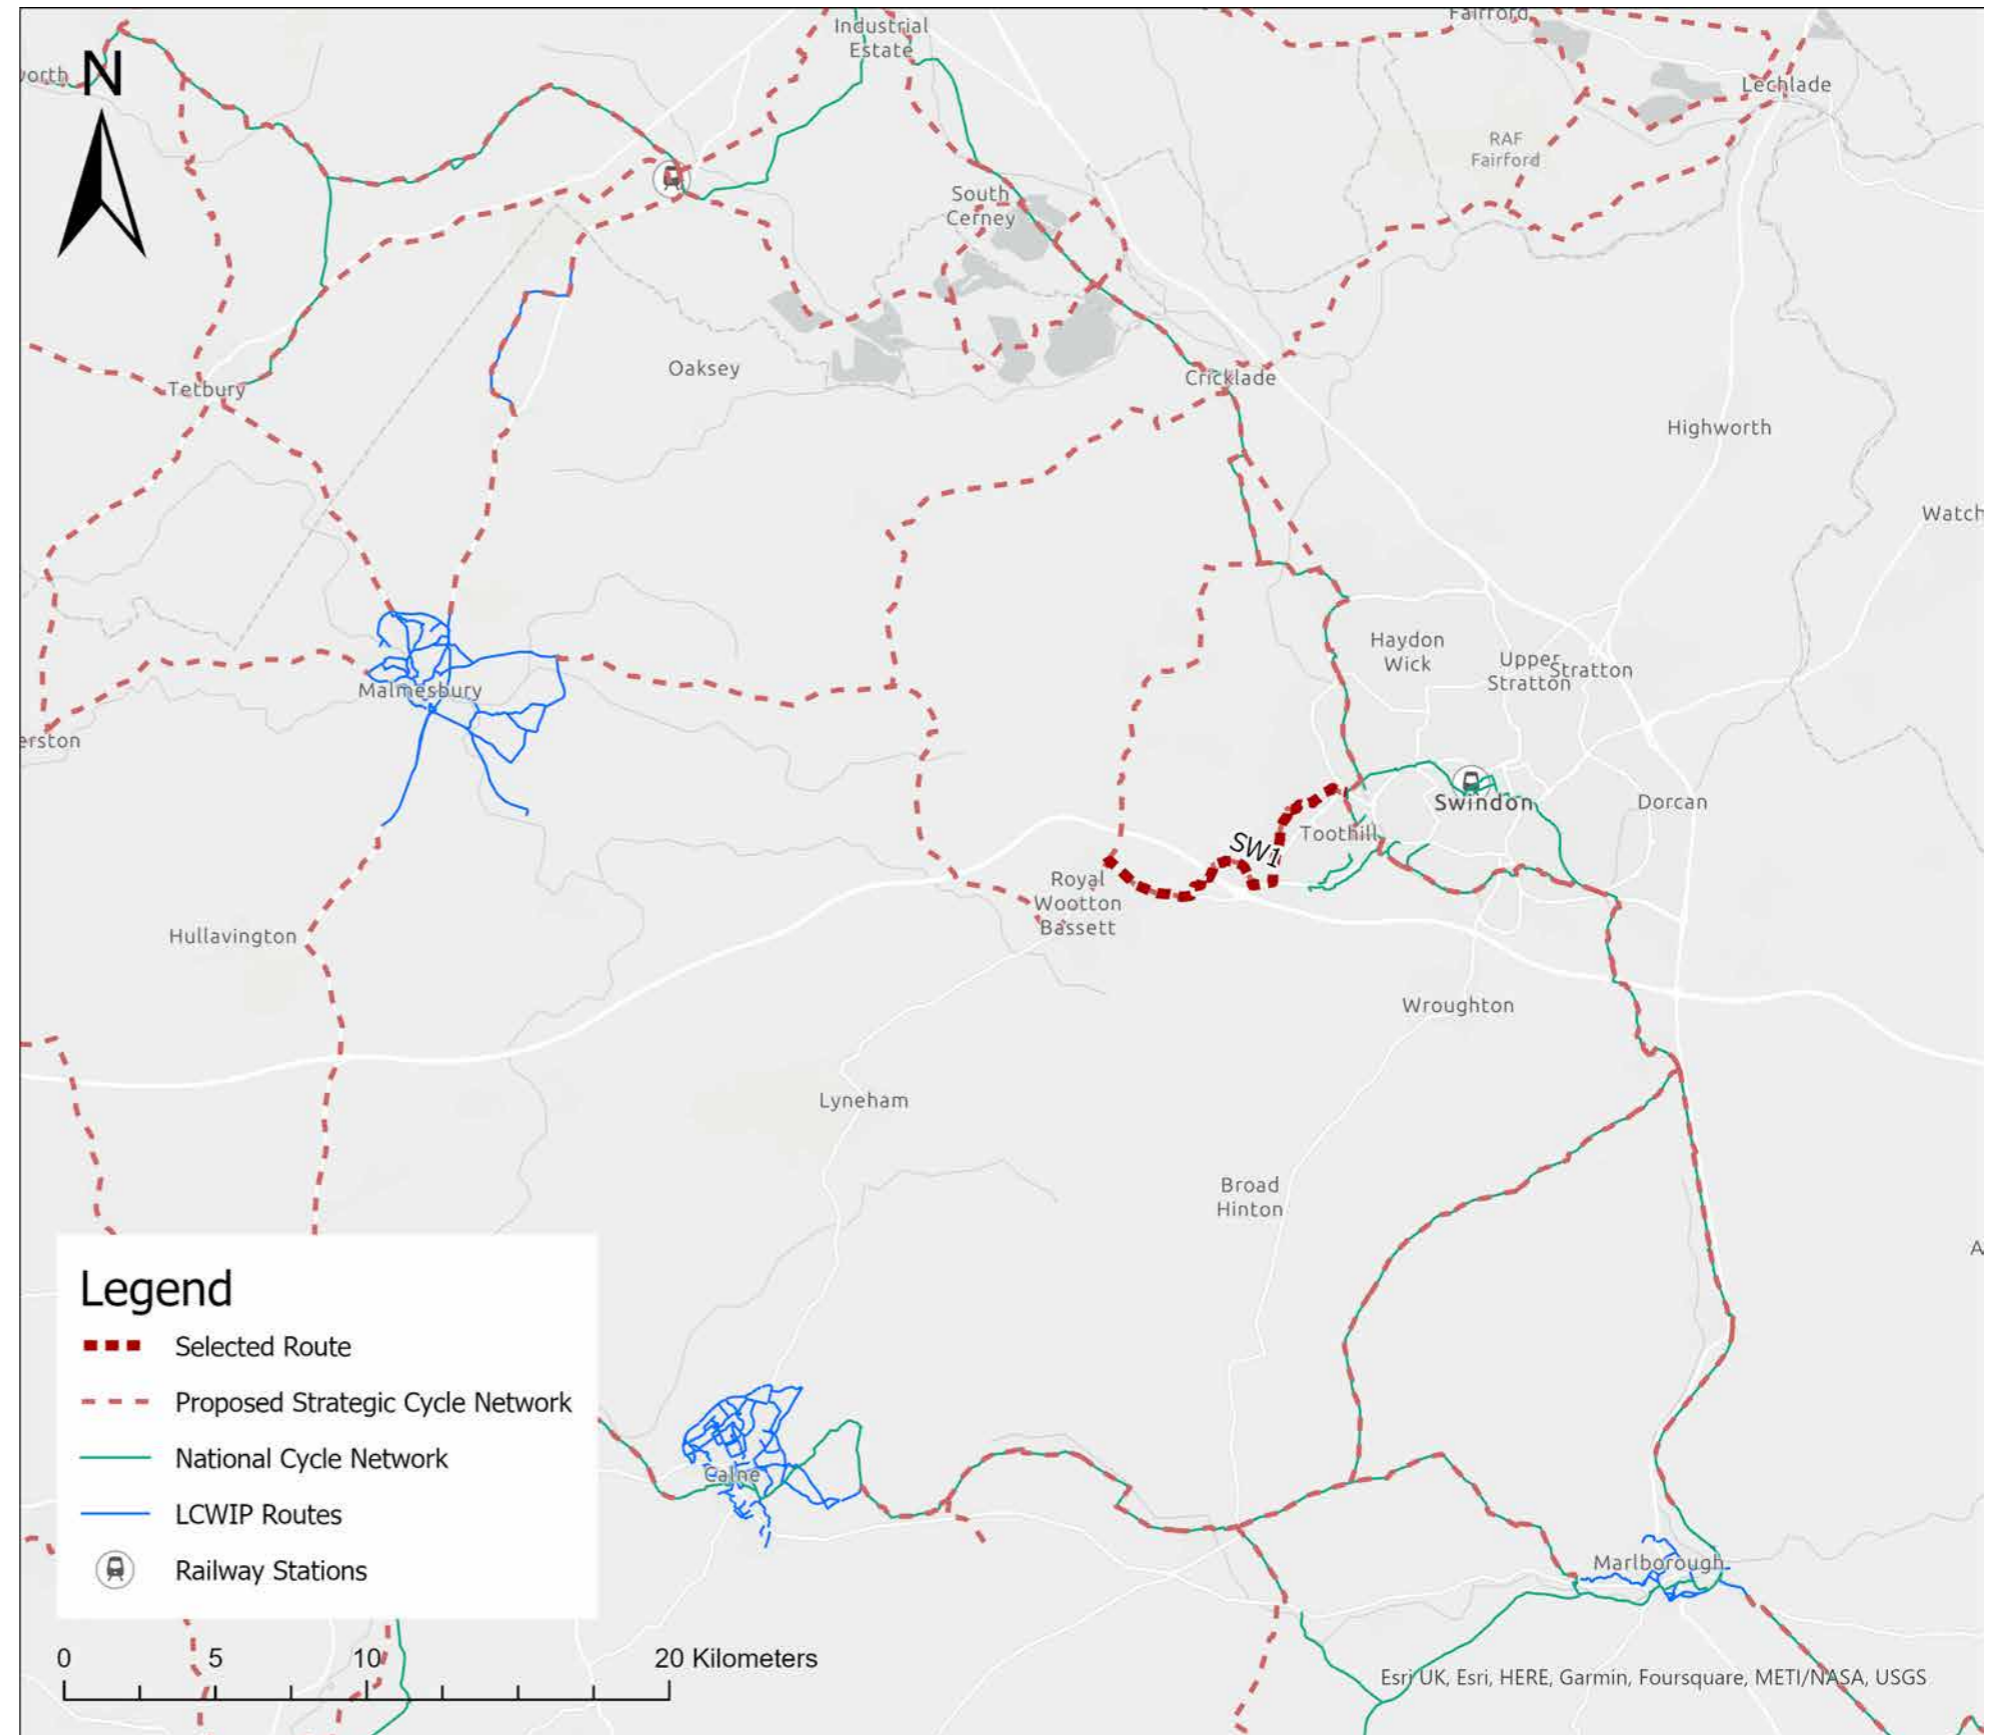 Industrial
Estate
Fairford
orth
N
Lechlade
RAF
Fairford
South
Cerney
Oaksey
Tetbury
Cricklade
Highworth
Watch
Haydon
Wick
Upper
Stratton
Stratton
Malmesbury
erston
Swindon
Dorcan
Toothill
SW1
Royal
Wootton
Bassett
Hullavington
Wroughton
Lyneham
Broad
Hinton
A
Legend
Selected Route
Proposed Strategic Cycle Network
National Cycle Network
LCWIP Routes
Railway Stations
Calne
Marlborough
0 5 10 20 Kilometers
Esri UK, Esri, HERE, Garmin, Foursquare, METI/NASA, USGS